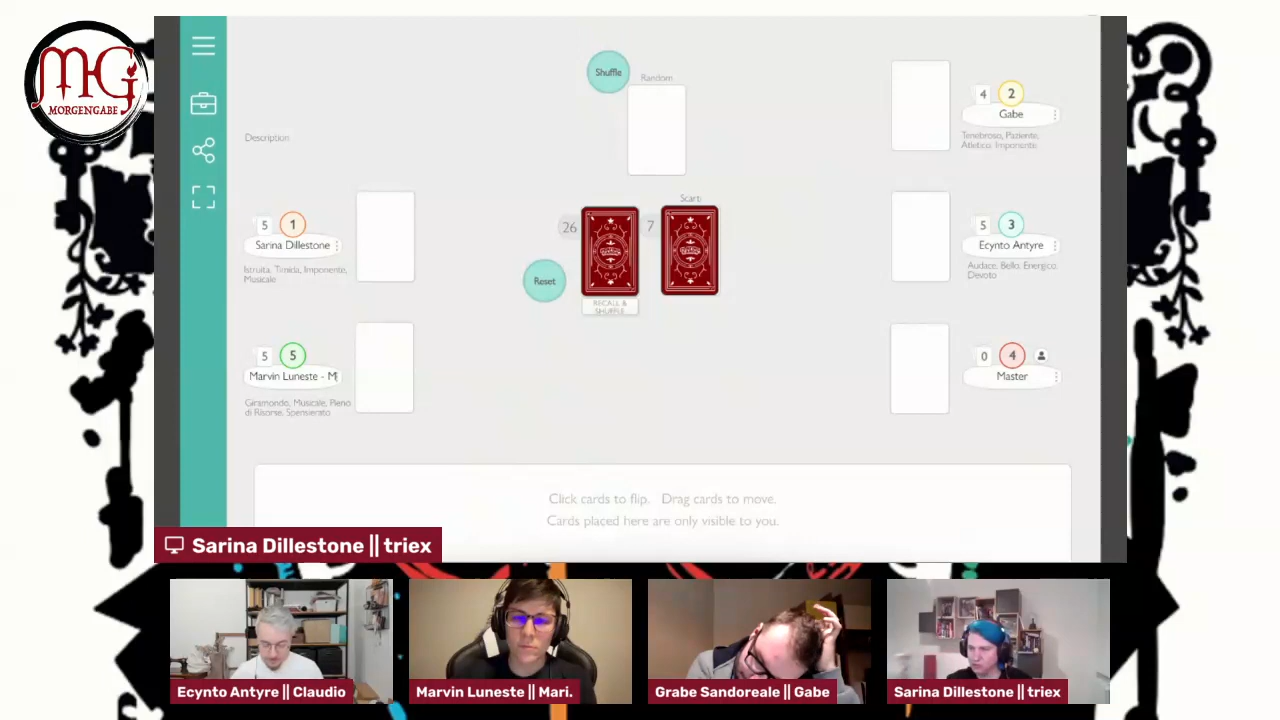 MG
MORGENGABE
Shuffle
Random
Description
4
2
Gabe
Tenebroso, Paziente,
Atletico, Imponente
5
1
Sarina Dillestone
Istruita, Timida, Imponente,
Musicale
26
7
Scarti
Reset
RECALL &
SHUFFLE
5
3
Ecynto Antyre
Audace, Bello, Energico,
Devoto
5
5
Marvin Luneste - M
Giramondo, Musicale, Pieno
di Risorse, Spensierato
0
4
Master
Click cards to flip. Drag cards to move.
Cards placed here are only visible to you.
Sarina Dillestone || triex
Ecynto Antyre || Claudio
Marvin Luneste || Mari.
Grabe Sandoreale || Gabe
Sarina Dillestone || triex